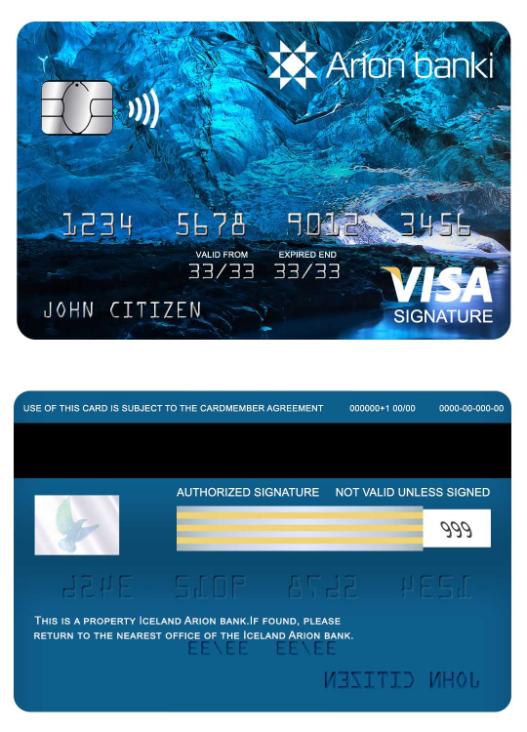 Arion banki
1234 5678 9012 3456
VALID FROM EXPIRED END
33/33 33/33
JOHN CITIZEN
VISA
SIGNATURE
USE OF THIS CARD IS SUBJECT TO THE CARDMEMBER AGREEMENT 000000+1 00/00 0000-00-000-00
AUTHORIZED SIGNATURE NOT VALID UNLESS SIGNED
999
THIS IS A PROPERTY ICELAND ARION BANK.IF FOUND, PLEASE
RETURN TO THE NEAREST OFFICE OF THE ICELAND ARION BANK.